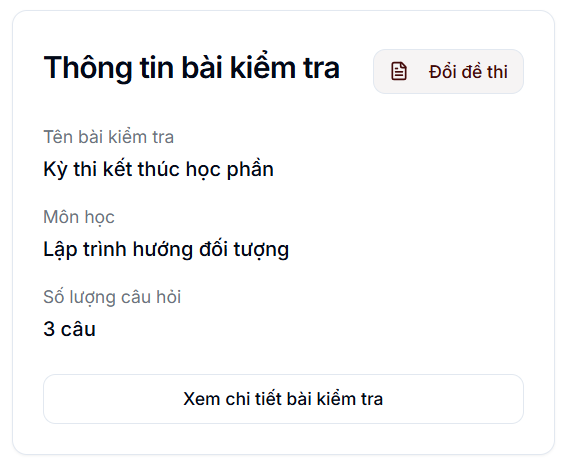 Thông tin bài kiểm tra
Đổi đề thi
Tên bài kiểm tra
Kỳ thi kết thúc học phần
Môn học
Lập trình hướng đối tượng
Số lượng câu hỏi
3 câu
Xem chi tiết bài kiểm tra